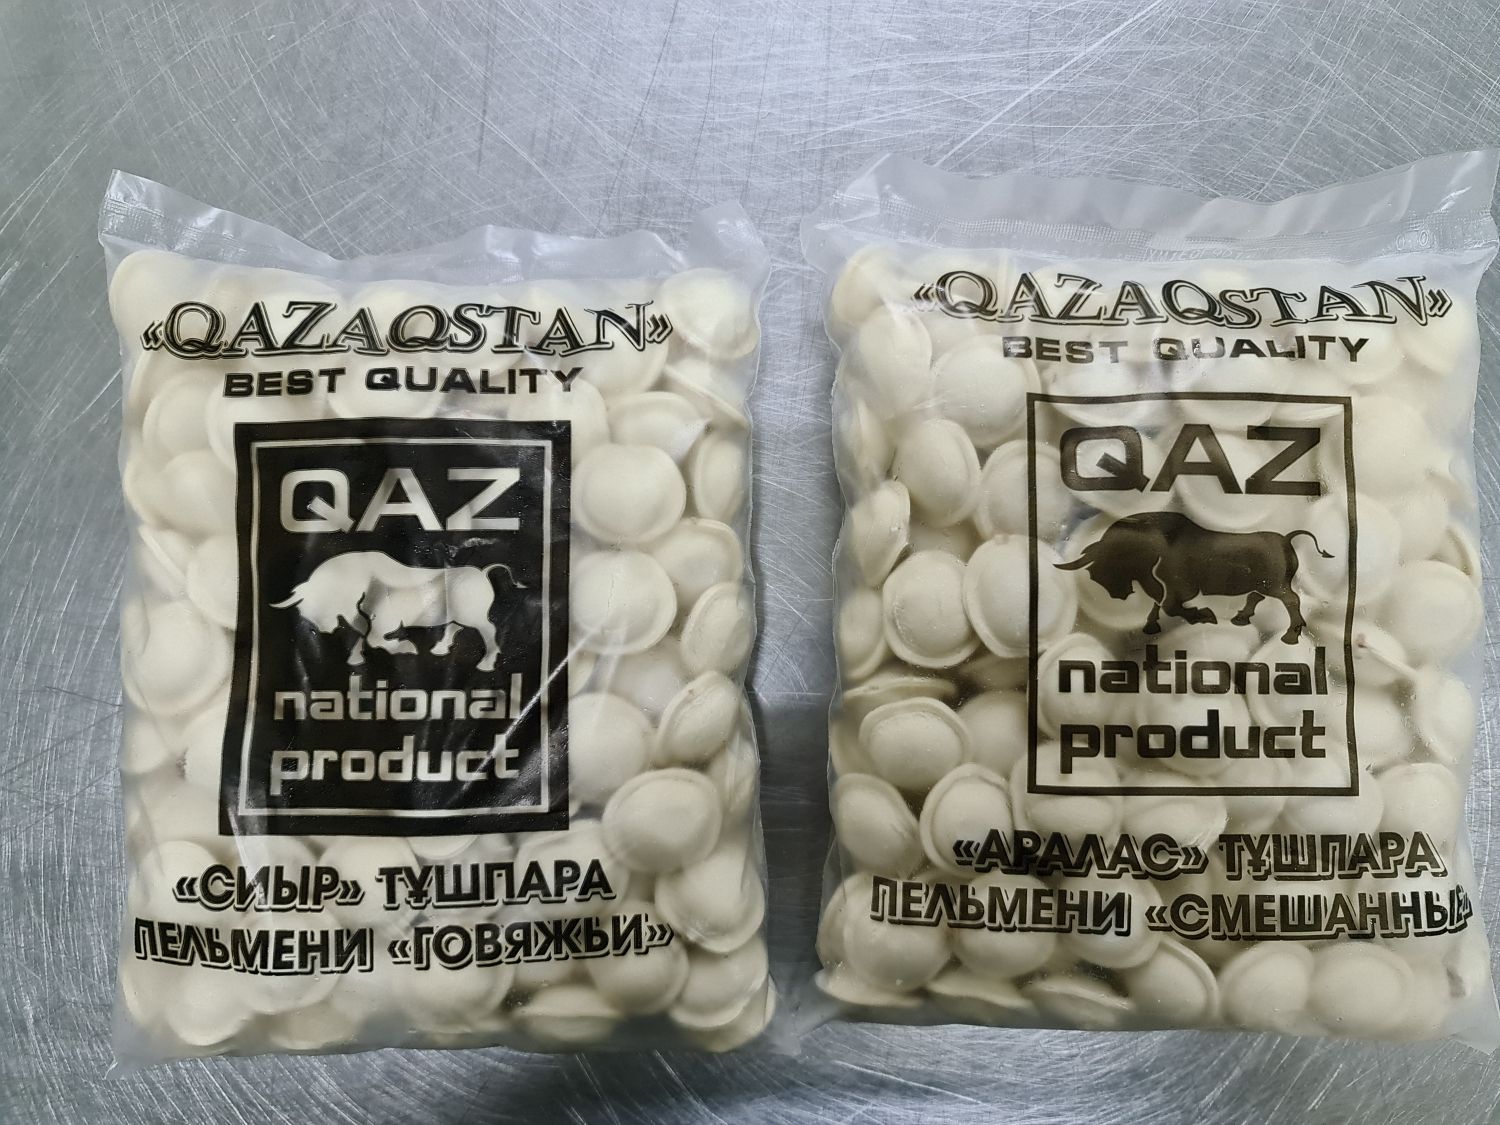 «QAZAQSTAN»
BEST QUALITY
QAZ
national
product
«СИЫР» ТҰШПАРА
ПЕЛЬМЕНИ «ГОВЯЖЬИ»
«QAZAQSTAN»
BEST QUALITY
QAZ
national
product
«АРАЛАС» ТҰШПАРА
ПЕЛЬМЕНИ «СМЕШАННЫЕ»